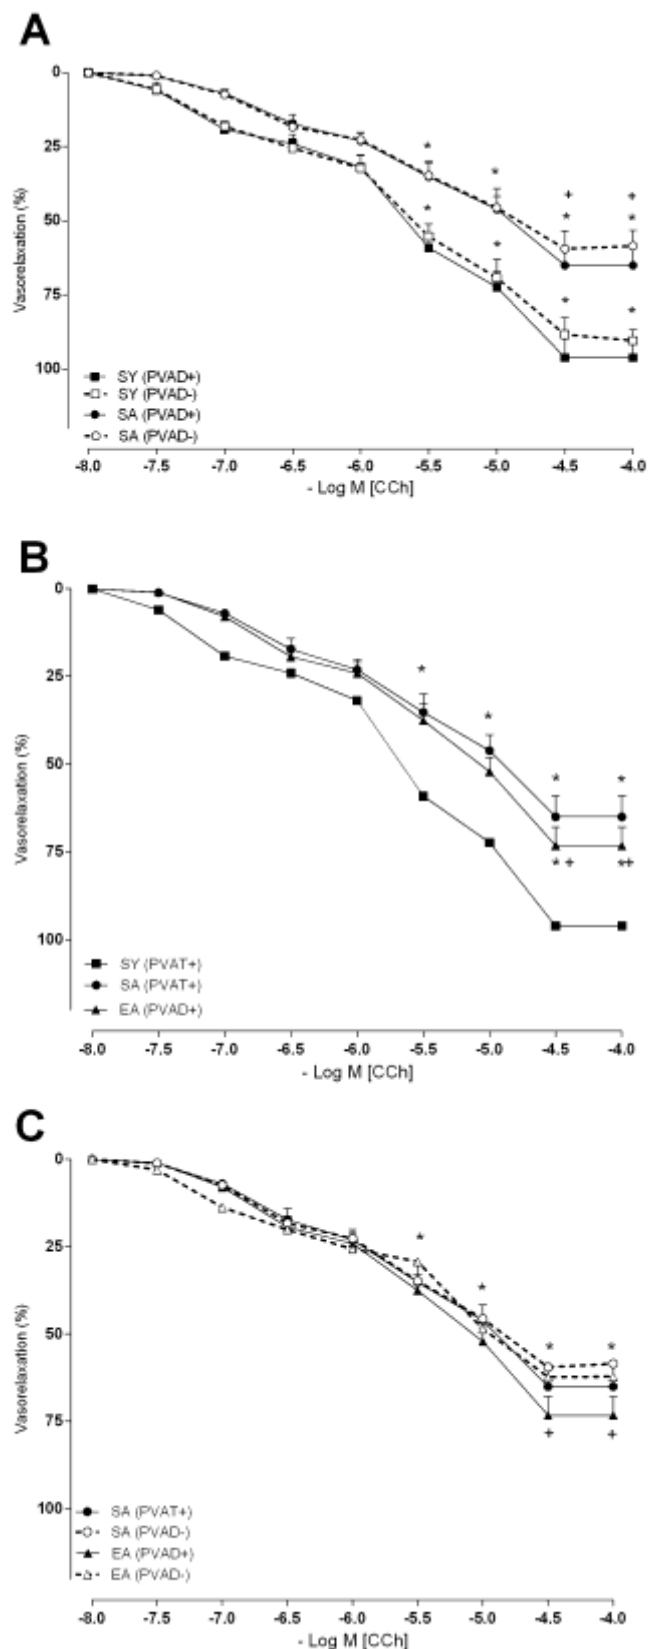 A
0
25
50
75
100
Vasorelaxation (%)
* * + +
* *
* * * *
SY (PVAD+)
SY (PVAD-)
SA (PVAD+)
SA (PVAD-)
-8.0 -7.5 -7.0 -6.5 -6.0 -5.5 -5.0 -4.5 -4.0
- Log M [CCh]
B
0
25
50
75
100
Vasorelaxation (%)
* * * *
*+ *+
SY (PVAT+)
SA (PVAT+)
EA (PVAD+)
-8.0 -7.5 -7.0 -6.5 -6.0 -5.5 -5.0 -4.5 -4.0
- Log M [CCh]
C
0
25
50
75
100
Vasorelaxation (%)
* * * *
+ +
SA (PVAT+)
SA (PVAD-)
EA (PVAD+)
EA (PVAD-)
-8.0 -7.5 -7.0 -6.5 -6.0 -5.5 -5.0 -4.5 -4.0
- Log M [CCh]